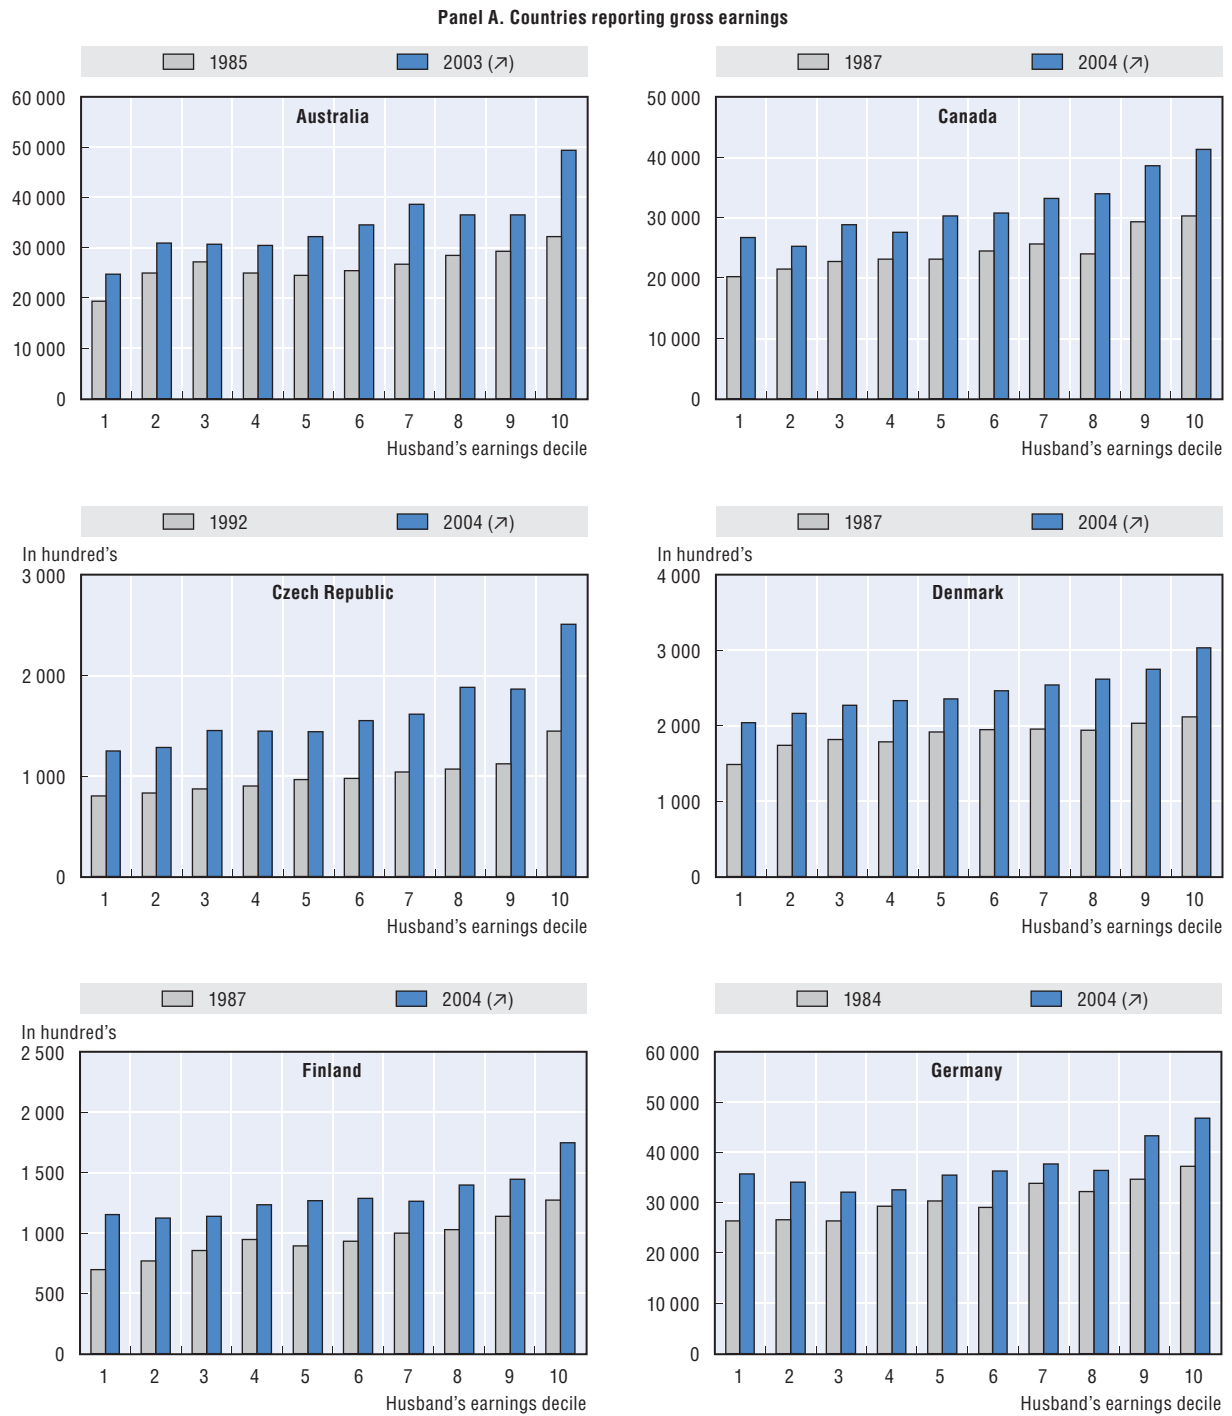 Panel A. Countries reporting gross earnings
1985 2003 (↗)
60 000
50 000
40 000
30 000
20 000
10 000
0
Australia
1 2 3 4 5 6 7 8 9 10
Husband's earnings decile
1987 2004 (↗)
50 000
40 000
30 000
20 000
10 000
0
Canada
1 2 3 4 5 6 7 8 9 10
Husband's earnings decile
1992 2004 (↗)
In hundred's
3 000
2 000
1 000
0
Czech Republic
1 2 3 4 5 6 7 8 9 10
Husband's earnings decile
1987 2004 (↗)
In hundred's
4 000
3 000
2 000
1 000
0
Denmark
1 2 3 4 5 6 7 8 9 10
Husband's earnings decile
1987 2004 (↗)
In hundred's
2 500
2 000
1 500
1 000
500
0
Finland
1 2 3 4 5 6 7 8 9 10
Husband's earnings decile
1984 2004 (↗)
60 000
50 000
40 000
30 000
20 000
10 000
0
Germany
1 2 3 4 5 6 7 8 9 10
Husband's earnings decile